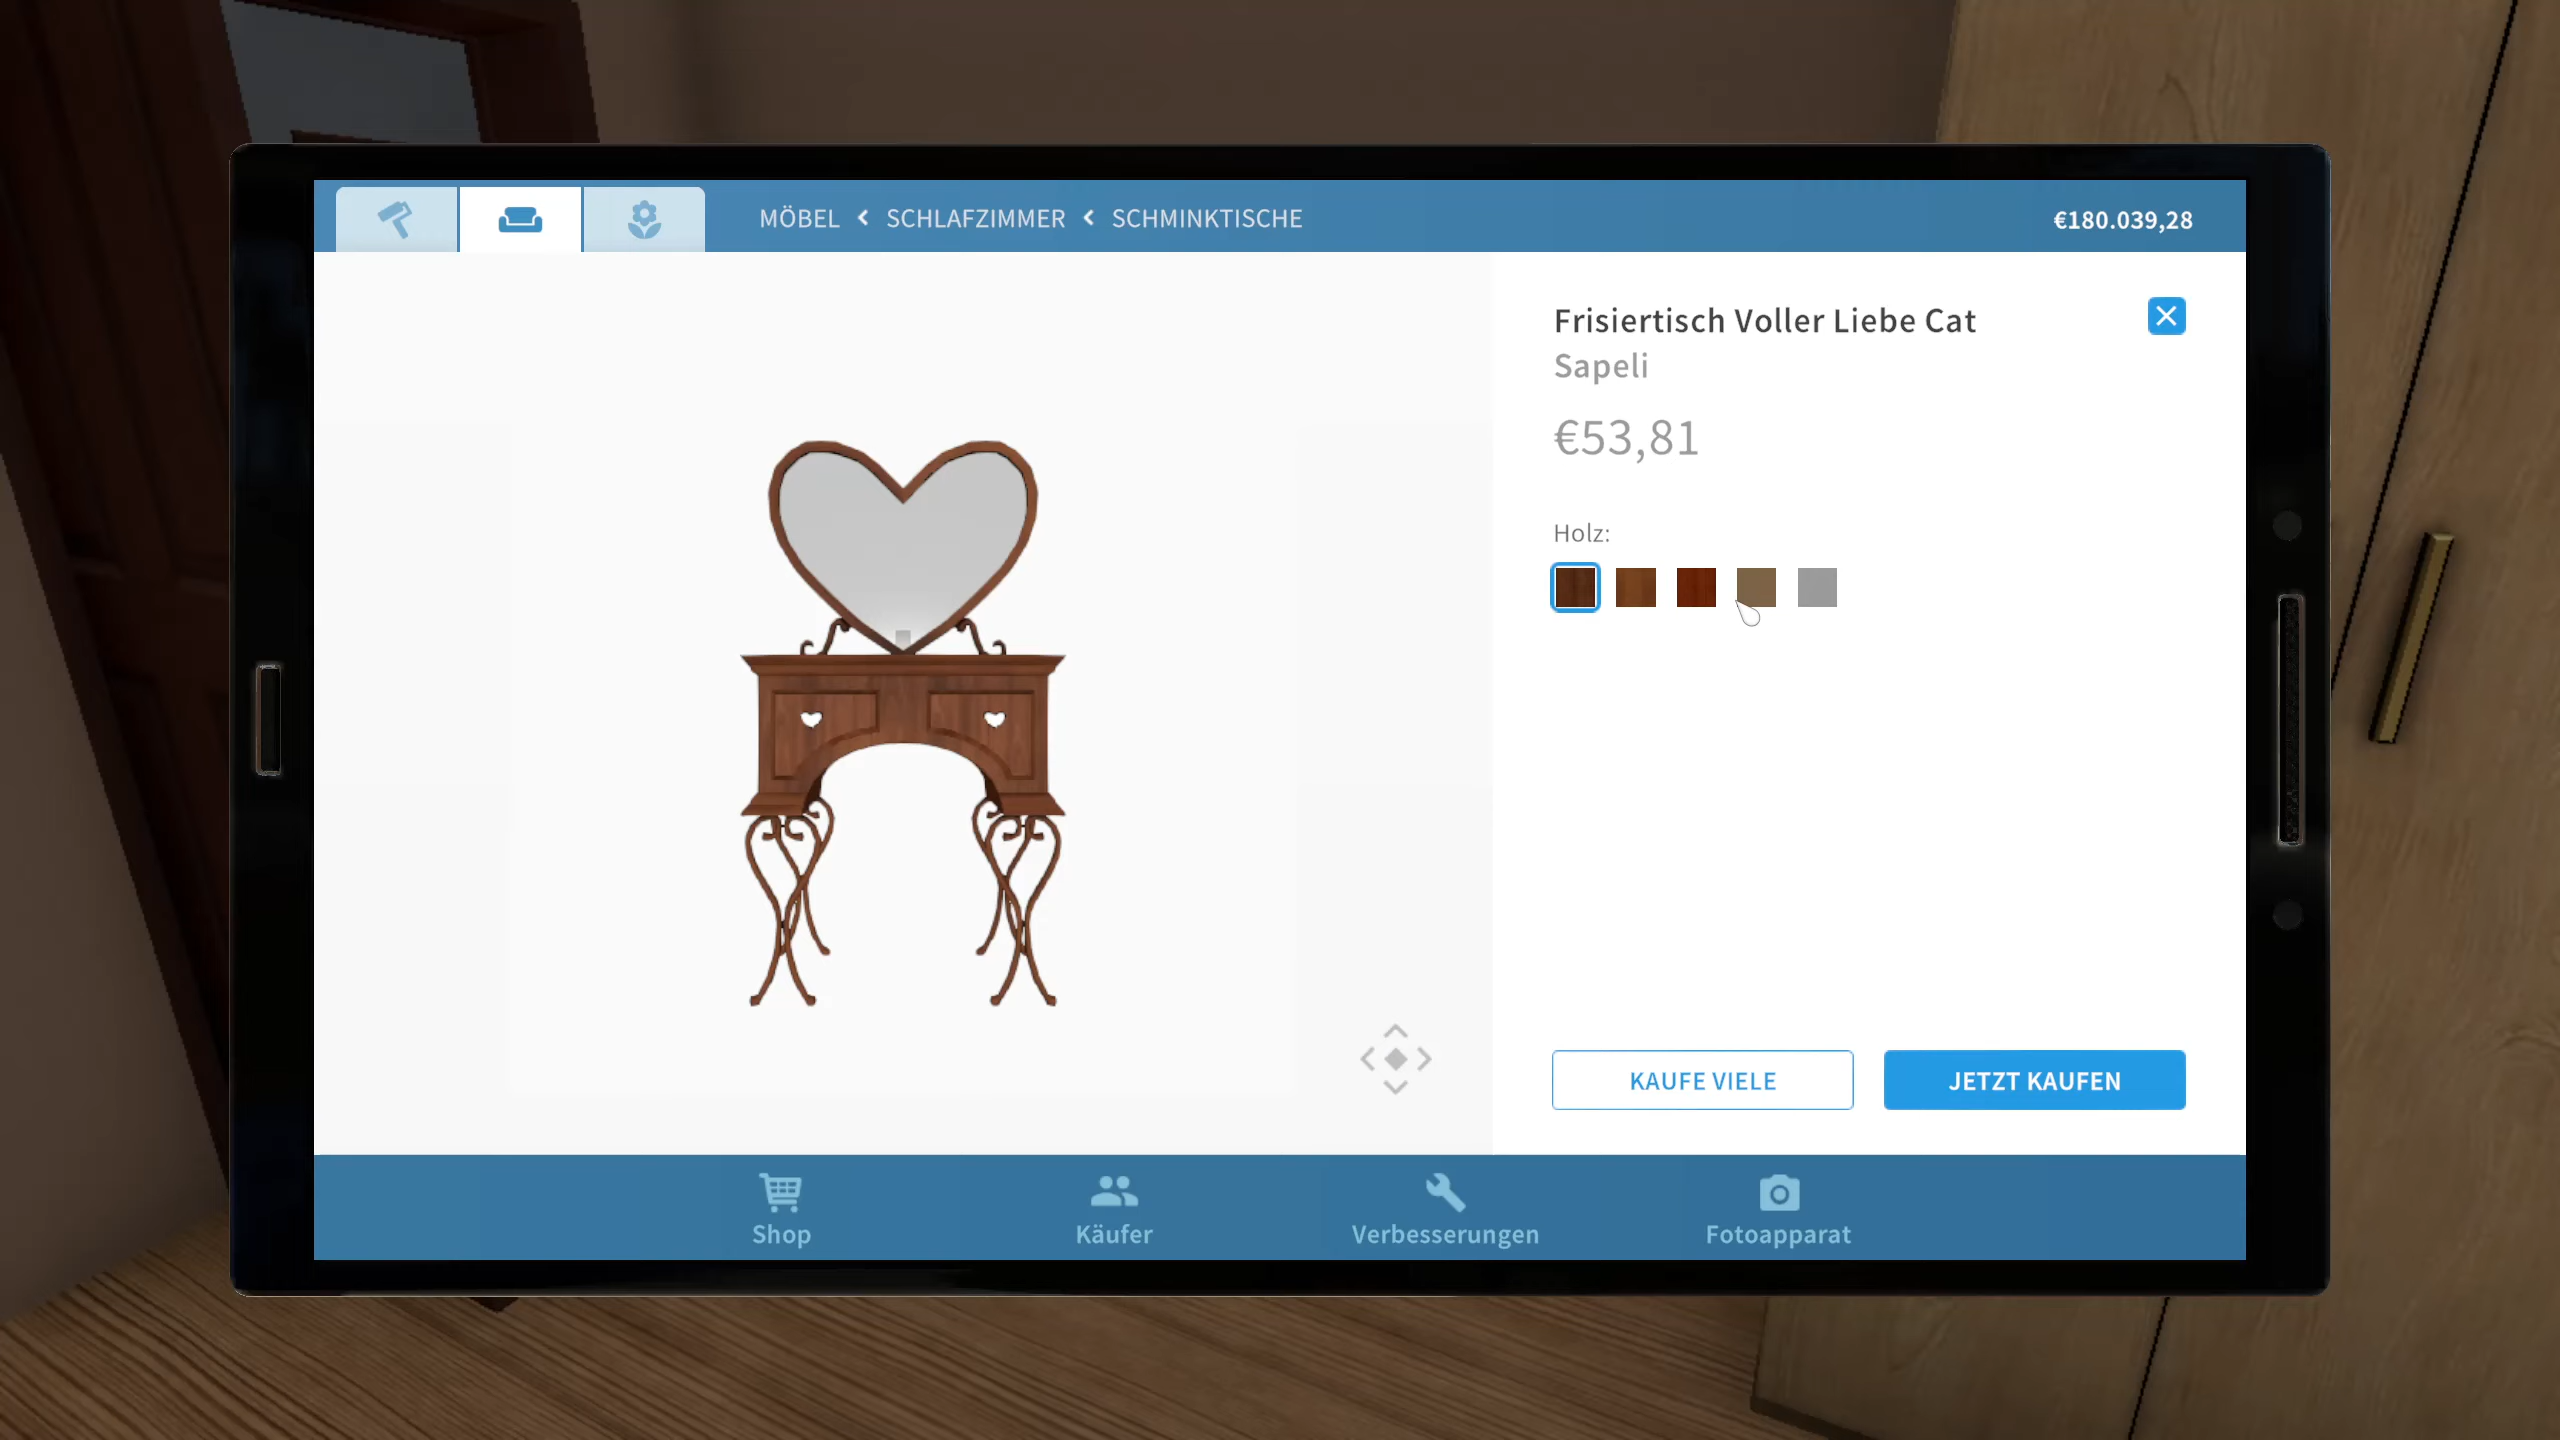 MÖBEL < SCHLAFZIMMER < SCHMINKTISCHE
€180.039,28
Frisiertisch Voller Liebe Cat
Sapeli
€53,81
Holz:
KAUFE VIELE
JETZT KAUFEN
Shop
Käufer
Verbesserungen
Fotoapparat